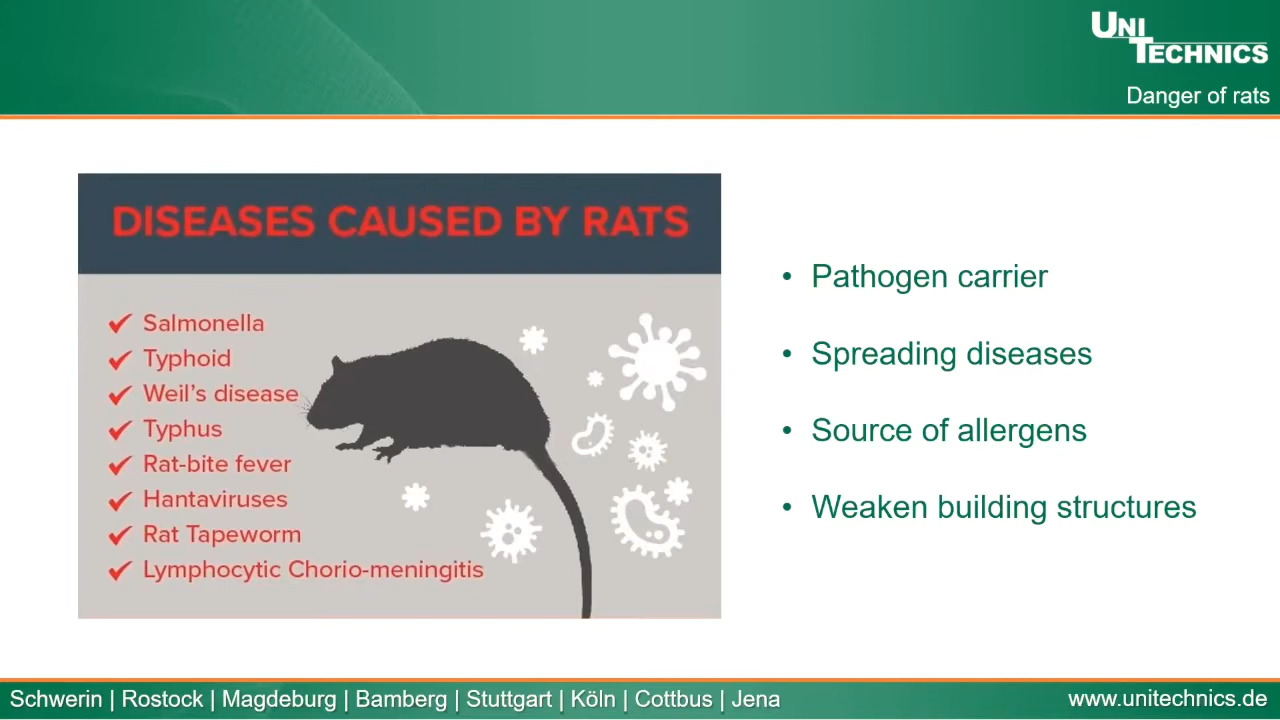 UNI
TECHNICS
Danger of rats
DISEASES CAUSED BY RATS
Salmonella
Typhoid
Weil's disease
Typhus
Rat-bite fever
Hantaviruses
Rat Tapeworm
Lymphocytic Chorio-meningitis
• Pathogen carrier
• Spreading diseases
• Source of allergens
• Weaken building structures
Schwerin | Rostock | Magdeburg | Bamberg | Stuttgart | Köln | Cottbus | Jena
www.unitechnics.de